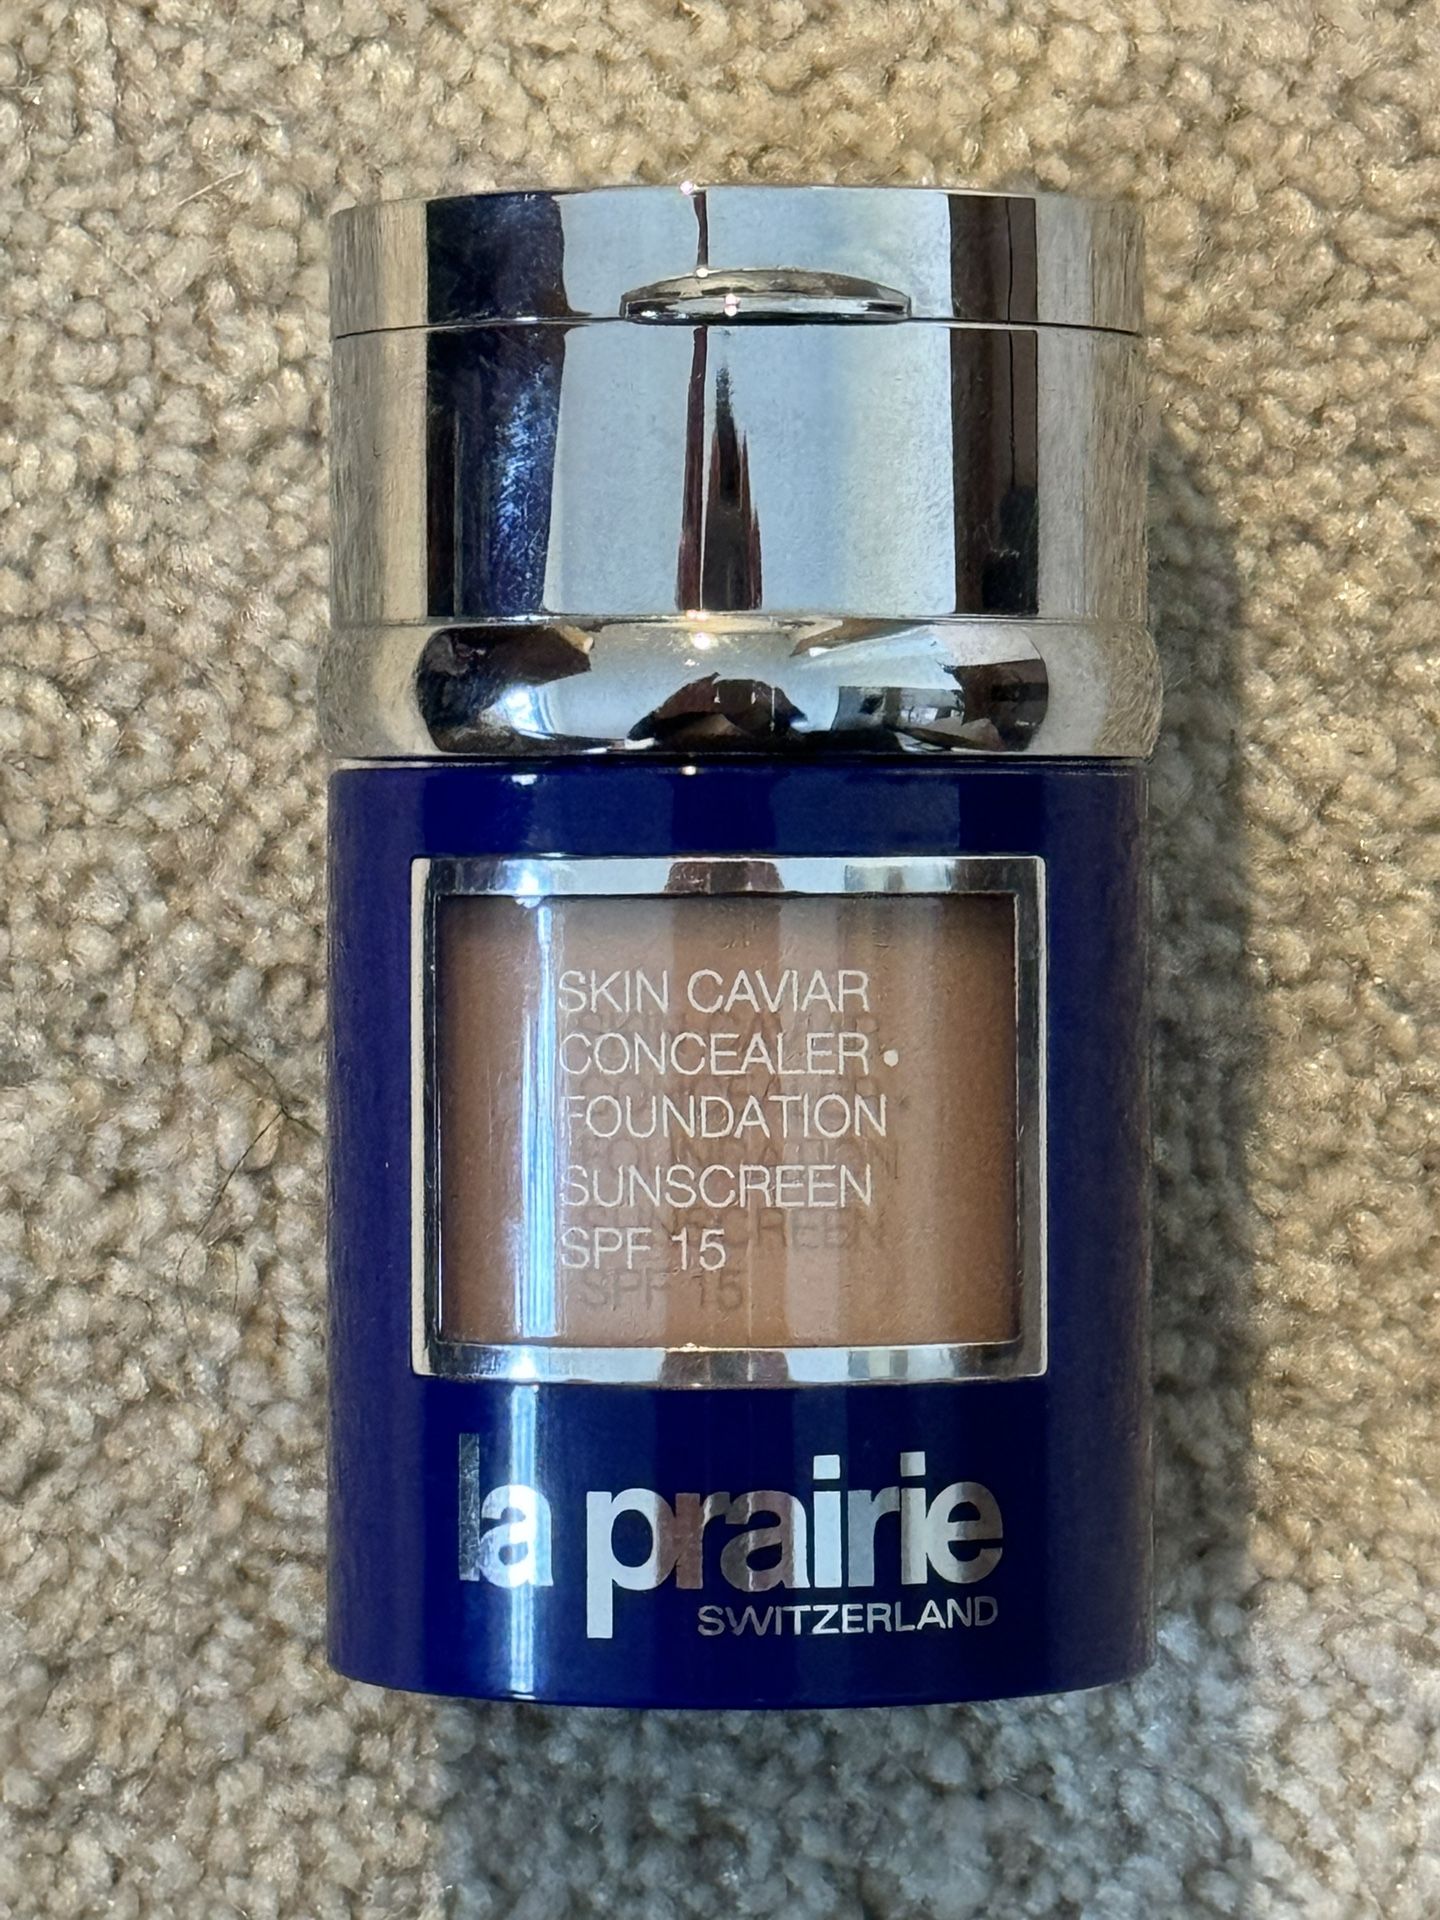 SKIN CAVIAR
CONCEALER •
FOUNDATION
SUNSCREEN
SPF 15
la prairie
SWITZERLAND